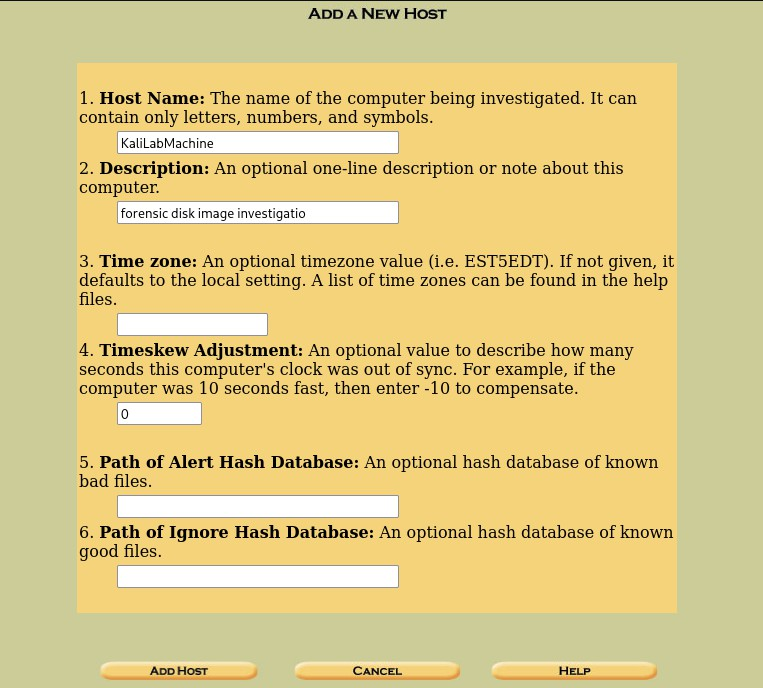 ADD A NEW HOST
1. Host Name: The name of the computer being investigated. It can
contain only letters, numbers, and symbols.
KaliLabMachine
2. Description: An optional one-line description or note about this
computer.
forensic disk image investigatio
3. Time zone: An optional timezone value (i.e. EST5EDT). If not given, it
defaults to the local setting. A list of time zones can be found in the help
files.
4. Timeskew Adjustment: An optional value to describe how many
seconds this computer's clock was out of sync. For example, if the
computer was 10 seconds fast, then enter -10 to compensate.
0
5. Path of Alert Hash Database: An optional hash database of known
bad files.
6. Path of Ignore Hash Database: An optional hash database of known
good files.
ADD HOST CANCEL HELP